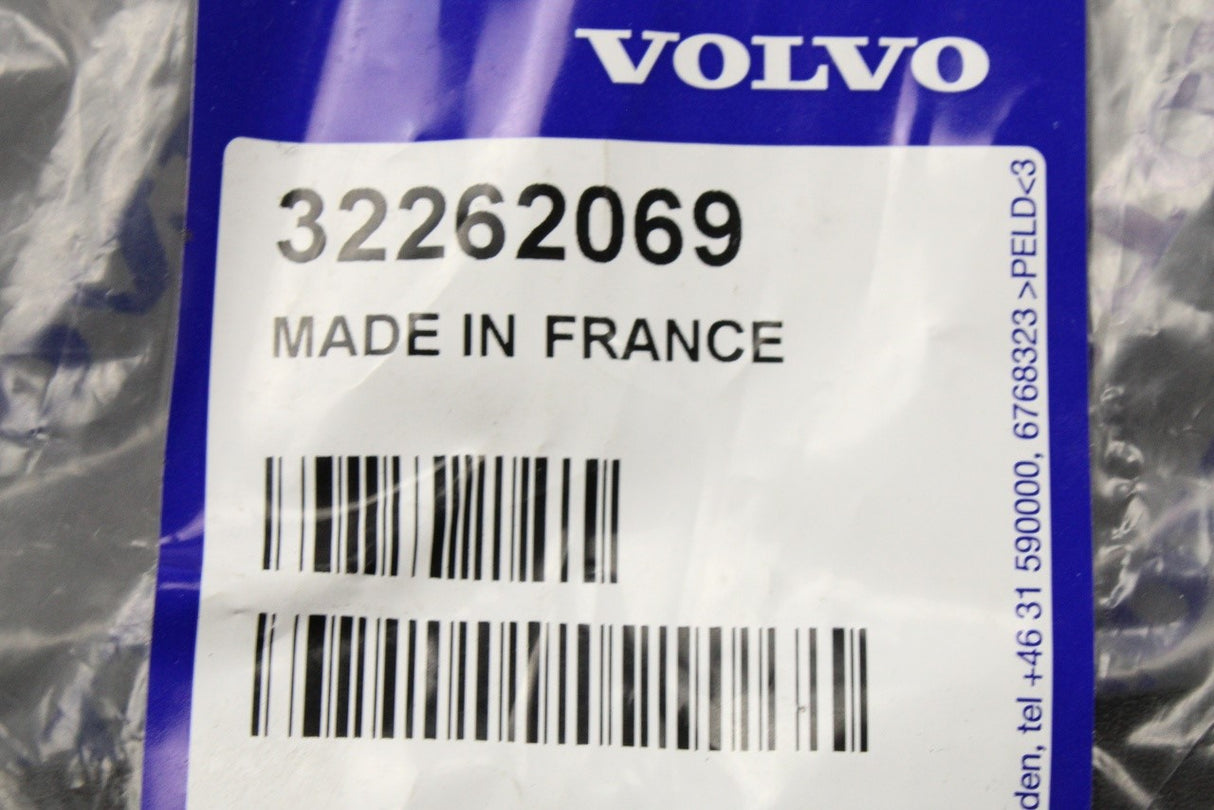 VOLVO
32262069
MADE IN FRANCE
den, tel +46 31 590000, 6768323 >PELD<3